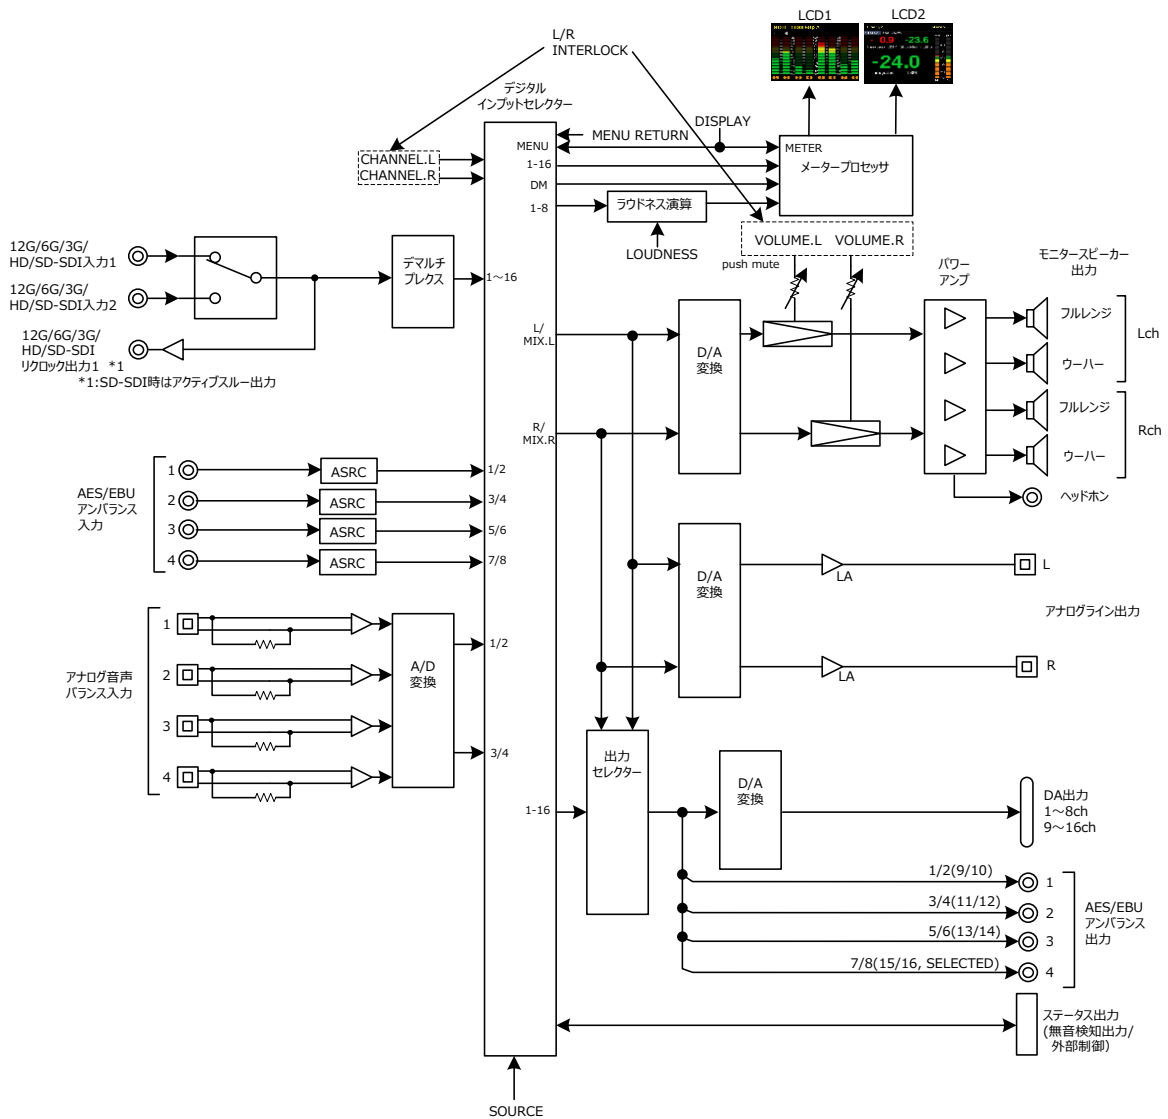 LCD1
LCD2
-0.9
-23.6
-24.0
L/R
INTERLOCK
デジタル
インプットセレクター
DISPLAY
MENU RETURN
MENU
1-16
DM
1-8
METER
メータープロセッサ
CHANNEL.L
CHANNEL.R
ラウドネス演算
LOUDNESS
VOLUME.L
VOLUME.R
push mute
12G/6G/3G/
HD/SD-SDI入力1
12G/6G/3G/
HD/SD-SDI入力2
12G/6G/3G/
HD/SD-SDI
リクロック出力1 *1
*1:SD-SDI時はアクティブスルー出力
デマルチ
プレクス
1～16
L/
MIX.L
R/
MIX.R
D/A
変換
パワー
アンプ
モニタースピーカー
出力
フルレンジ
ウーハー
Lch
フルレンジ
ウーハー
Rch
ヘッドホン
AES/EBU
アンバランス
入力
1
2
3
4
ASRC
ASRC
ASRC
ASRC
1/2
3/4
5/6
7/8
D/A
変換
LA
LA
L
R
アナログライン出力
アナログ音声
バランス入力
1
2
3
4
A/D
変換
1/2
3/4
1-16
出力
セレクター
D/A
変換
DA出力
1～8ch
9～16ch
1/2(9/10)
3/4(11/12)
5/6(13/14)
7/8(15/16, SELECTED)
1
2
3
4
AES/EBU
アンバランス
出力
ステータス出力
(無音検知出力/
外部制御)
SOURCE